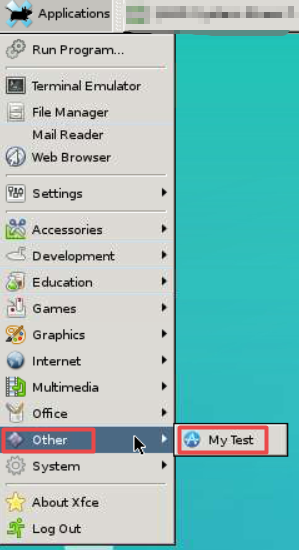 Applications
Run Program...
Terminal Emulator
File Manager
Mail Reader
Web Browser
Settings
Accessories
Development
Education
Games
Graphics
Internet
Multimedia
Office
Other
My Test
System
About Xfce
Log Out